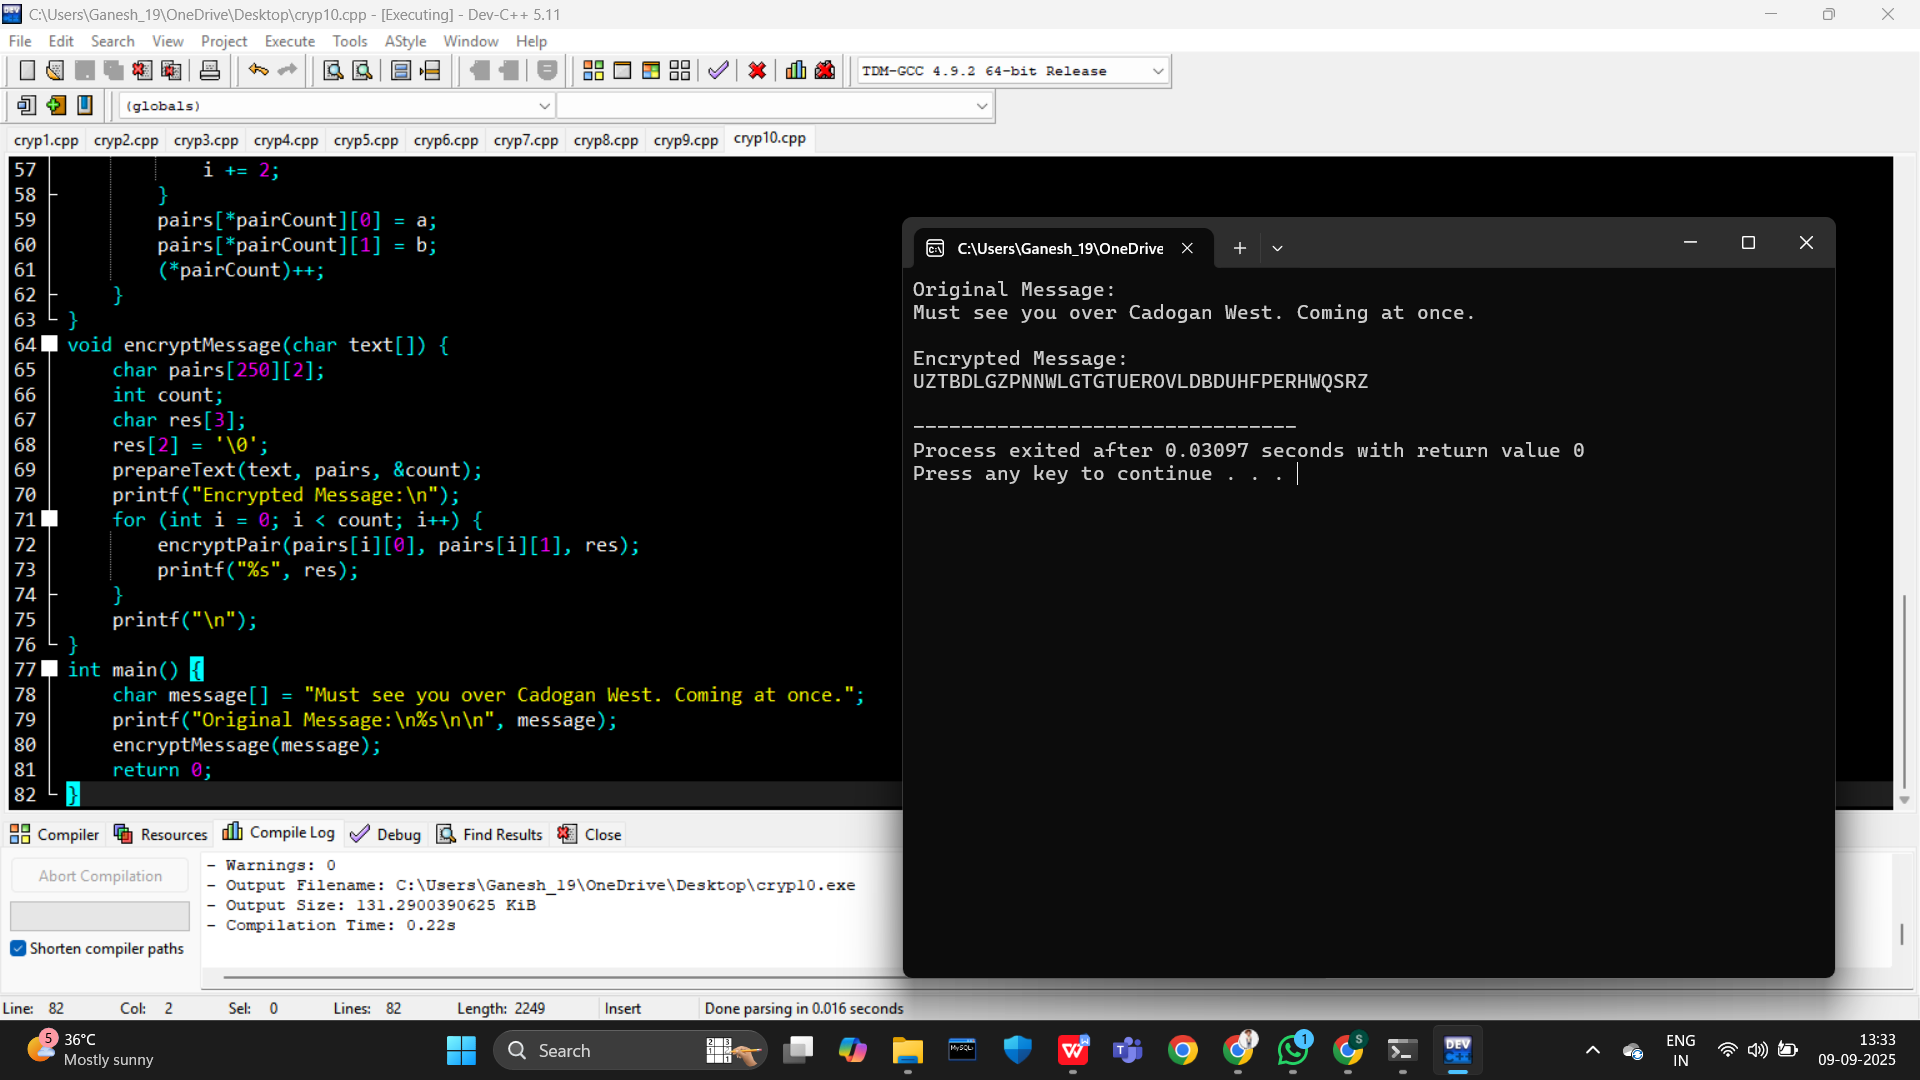 C:\Users\Ganesh_19\OneDrive\Desktop\cryp10.cpp - [Executing] - Dev-C++ 5.11
File Edit Search View Project Execute Tools AStyle Window Help
TDM-GCC 4.9.2 64-bit Release
(globals)
cryp1.cpp cryp2.cpp cryp3.cpp cryp4.cpp cryp5.cpp cryp6.cpp cryp7.cpp cryp8.cpp cryp9.cpp cryp10.cpp
57 i += 2;
58 }
59 pairs[*pairCount][0] = a;
60 pairs[*pairCount][1] = b;
61 (*pairCount)++;
62 }
63 }
64 void encryptMessage(char text[]) {
65 char pairs[250][2];
66 int count;
67 char res[3];
68 res[2] = '\0';
69 prepareText(text, pairs, &count);
70 printf("Encrypted Message:\n");
71 for (int i = 0; i < count; i++) {
72 encryptPair(pairs[i][0], pairs[i][1], res);
73 printf("%s", res);
74 }
75 printf("\n");
76 }
77 int main() {
78 char message[] = "Must see you over Cadogan West. Coming at once.";
79 printf("Original Message:\n%s\n\n", message);
80 encryptMessage(message);
81 return 0;
82 }
C:\Users\Ganesh_19\OneDrive
Original Message:
Must see you over Cadogan West. Coming at once.
Encrypted Message:
UZTBDLGZPNNWLGTGTUEROVLDBDUHFPERHWQSRZ
--------------------------------
Process exited after 0.03097 seconds with return value 0
Press any key to continue . . .
Compiler Resources Compile Log Debug Find Results Close
Abort Compilation
Shorten compiler paths
- Warnings: 0
- Output Filename: C:\Users\Ganesh_19\OneDrive\Desktop\cryp10.exe
- Output Size: 131.2900390625 KiB
- Compilation Time: 0.22s
Line: 82 Col: 2 Sel: 0 Lines: 82 Length: 2249 Insert Done parsing in 0.016 seconds
5
36°C
Mostly sunny
Search
MySQL
W
T
1
S
DEV
C++
ENG
IN
13:33
09-09-2025